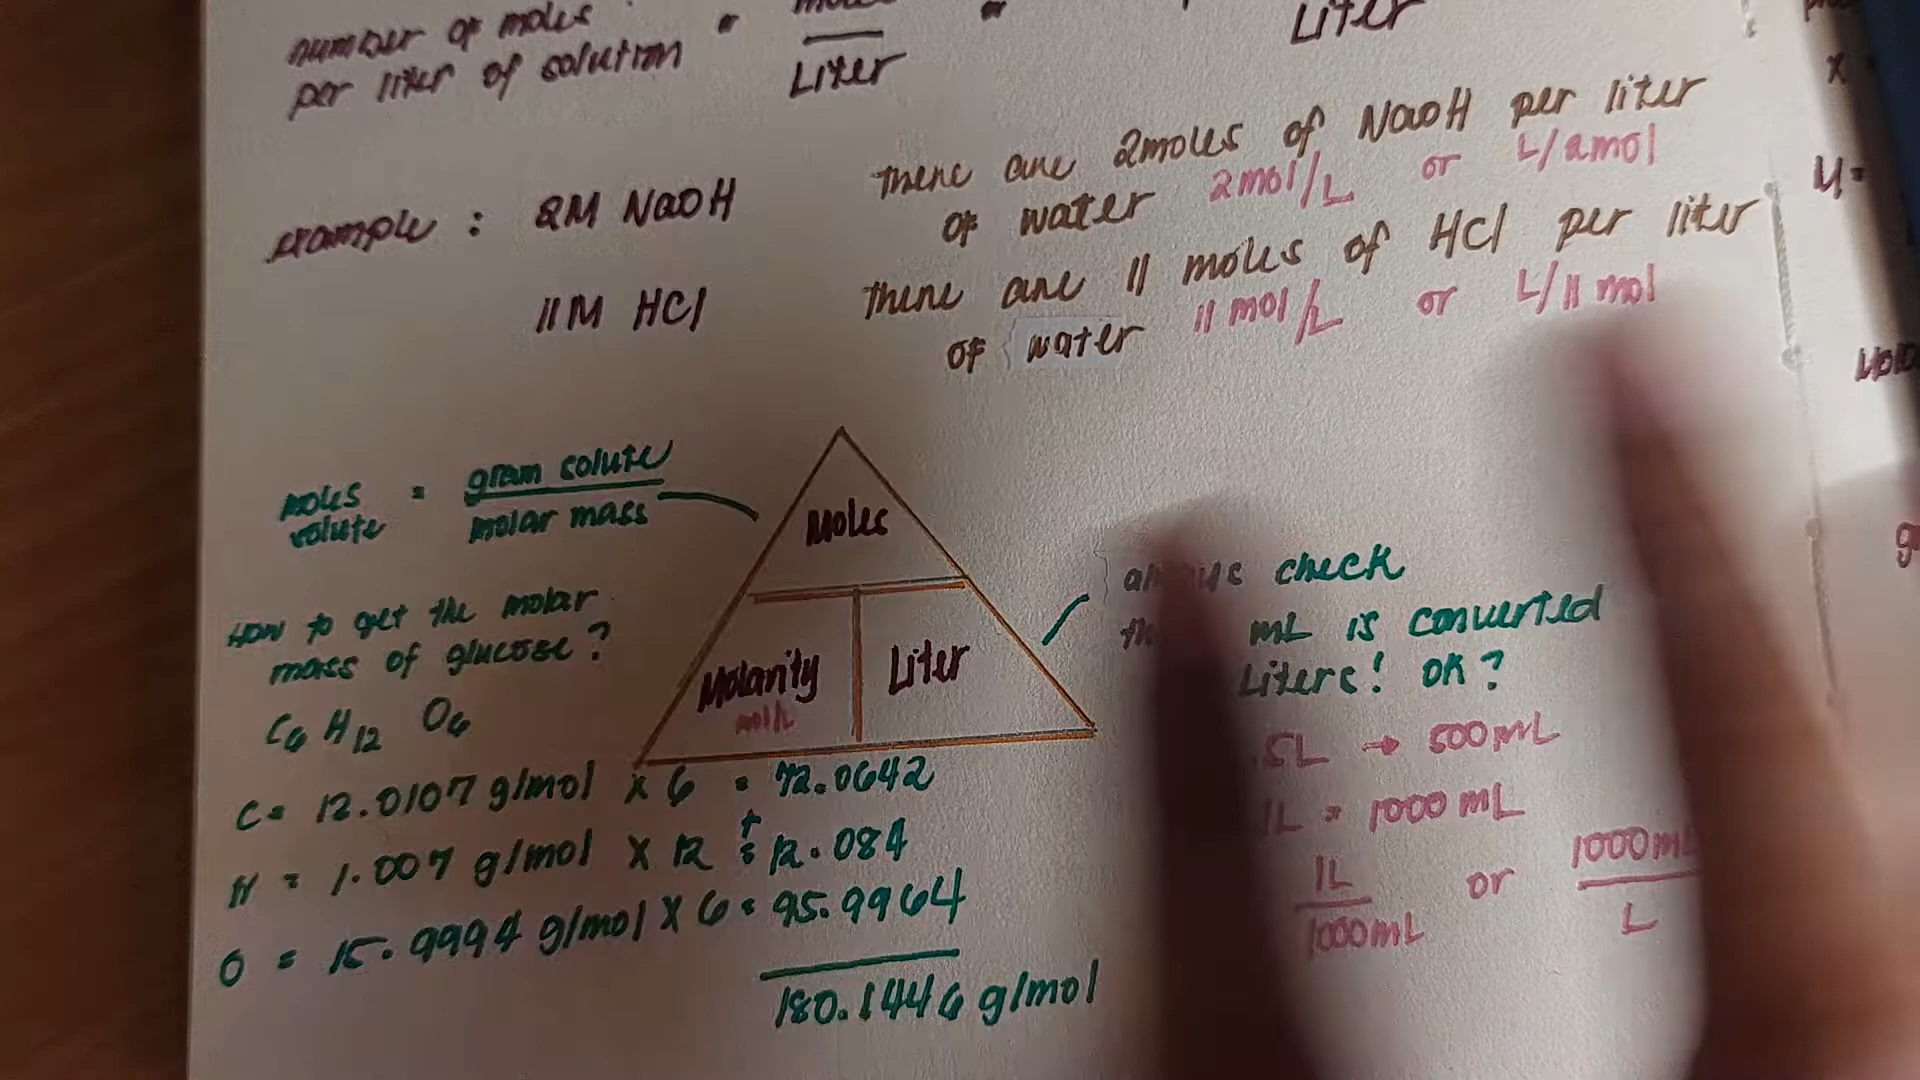 number of moles
per liter of solution = Liter
Liter
example : 2M NaOH
there are 2moles of NaOH per liter
of water 2mol/L or L/2mol
11M HCl
there are 11 moles of HCl per liter
of water 11 mol/L or L/11 mol
moles solute = gram solute
molar mass
Moles
Molarity
mol/L
Liter
check
mL is converted
Liters! OK?
.5L → 500mL
1L = 1000 mL
1L or 1000mL
1000mL L
How to get the molar
mass of glucose?
C6 H12 O6
C = 12.0107 g/mol x 6 = 72.0642
+
H = 1.007 g/mol x 12 = 12.084
O = 15.9994 g/mol x 6 = 95.9964
180.1446 g/mol
x
M =